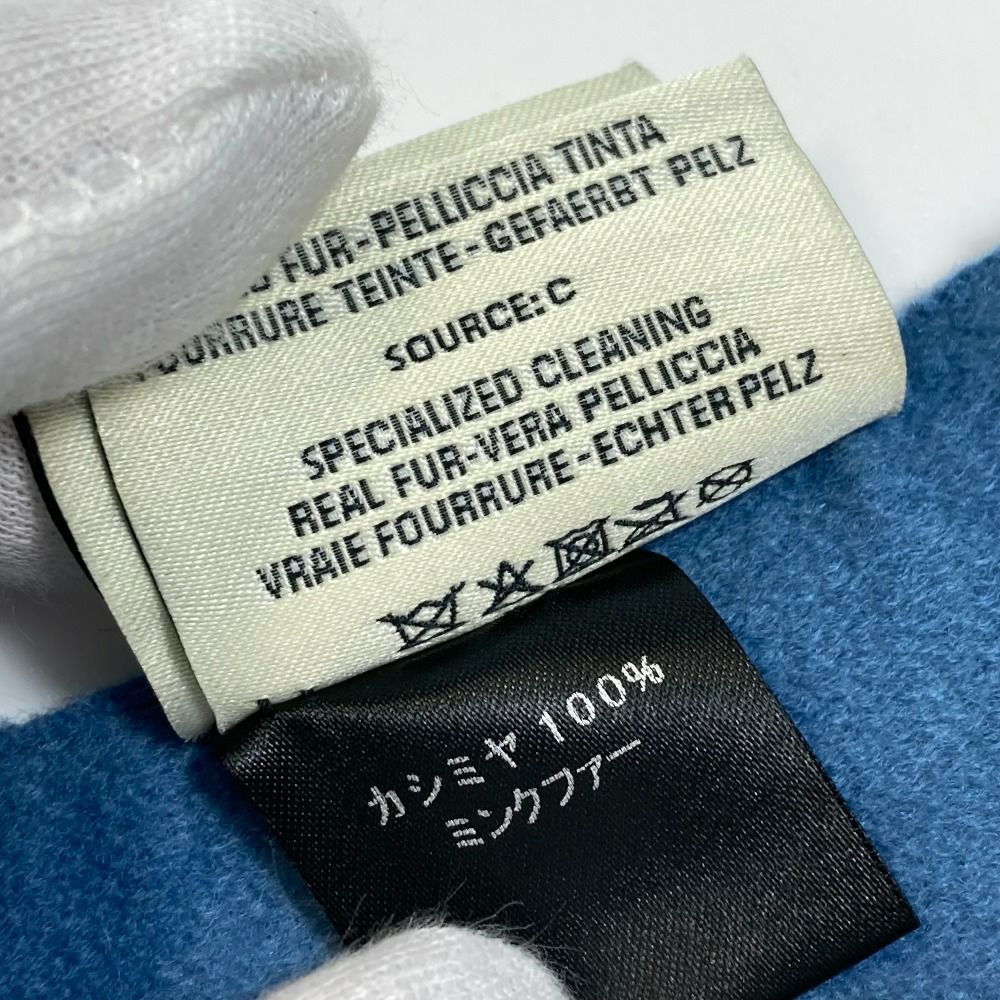 FUR-PELLICCIA TINTA
FOURRURE TEINTE-GEFAERBT PELZ
SOURCE: C
SPECIALIZED CLEANING
REAL FUR-VERA PELLICCIA
VRAIE FOURRURE-ECHTER PELZ
カシミヤ 100%
ミンクファー